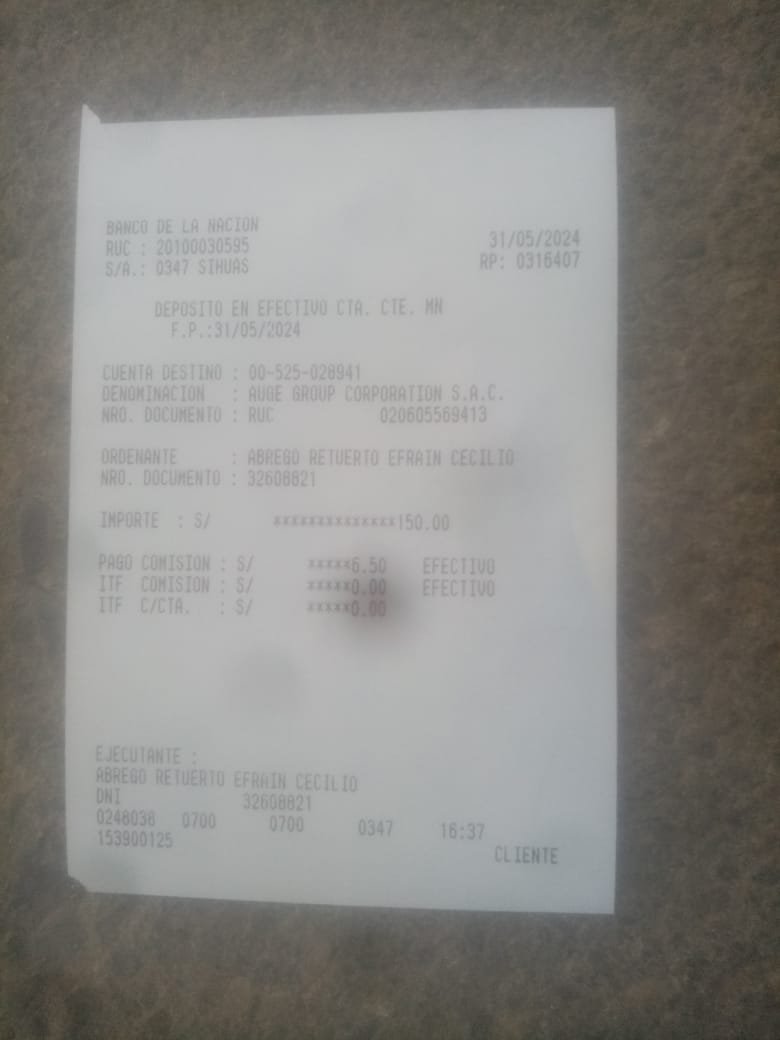 BANCO DE LA NACION
RUC : 20100030595 31/05/2024
S/A.: 0347 SIHUAS RP: 0316407
DEPOSITO EN EFECTIVO CTA. CTE. MN
F.P.:31/05/2024
CUENTA DESTINO : 00-525-028941
DENOMINACION : AUGE GROUP CORPORATION S.A.C.
NRO. DOCUMENTO : RUC 020605569413
ORDENANTE : ABREGO RETUERTO EFRAIN CECILIO
NRO. DOCUMENTO : 32608821
IMPORTE : S/ **************150.00
PAGO COMISION : S/ *****6.50 EFECTIVO
ITF COMISION : S/ *****0.00 EFECTIVO
ITF C/CTA. : S/ *****0.00
EJECUTANTE :
ABREGO RETUERTO EFRAIN CECILIO
DNI 32608821
0248038 0700 0700 0347 16:37
153900125
CLIENTE